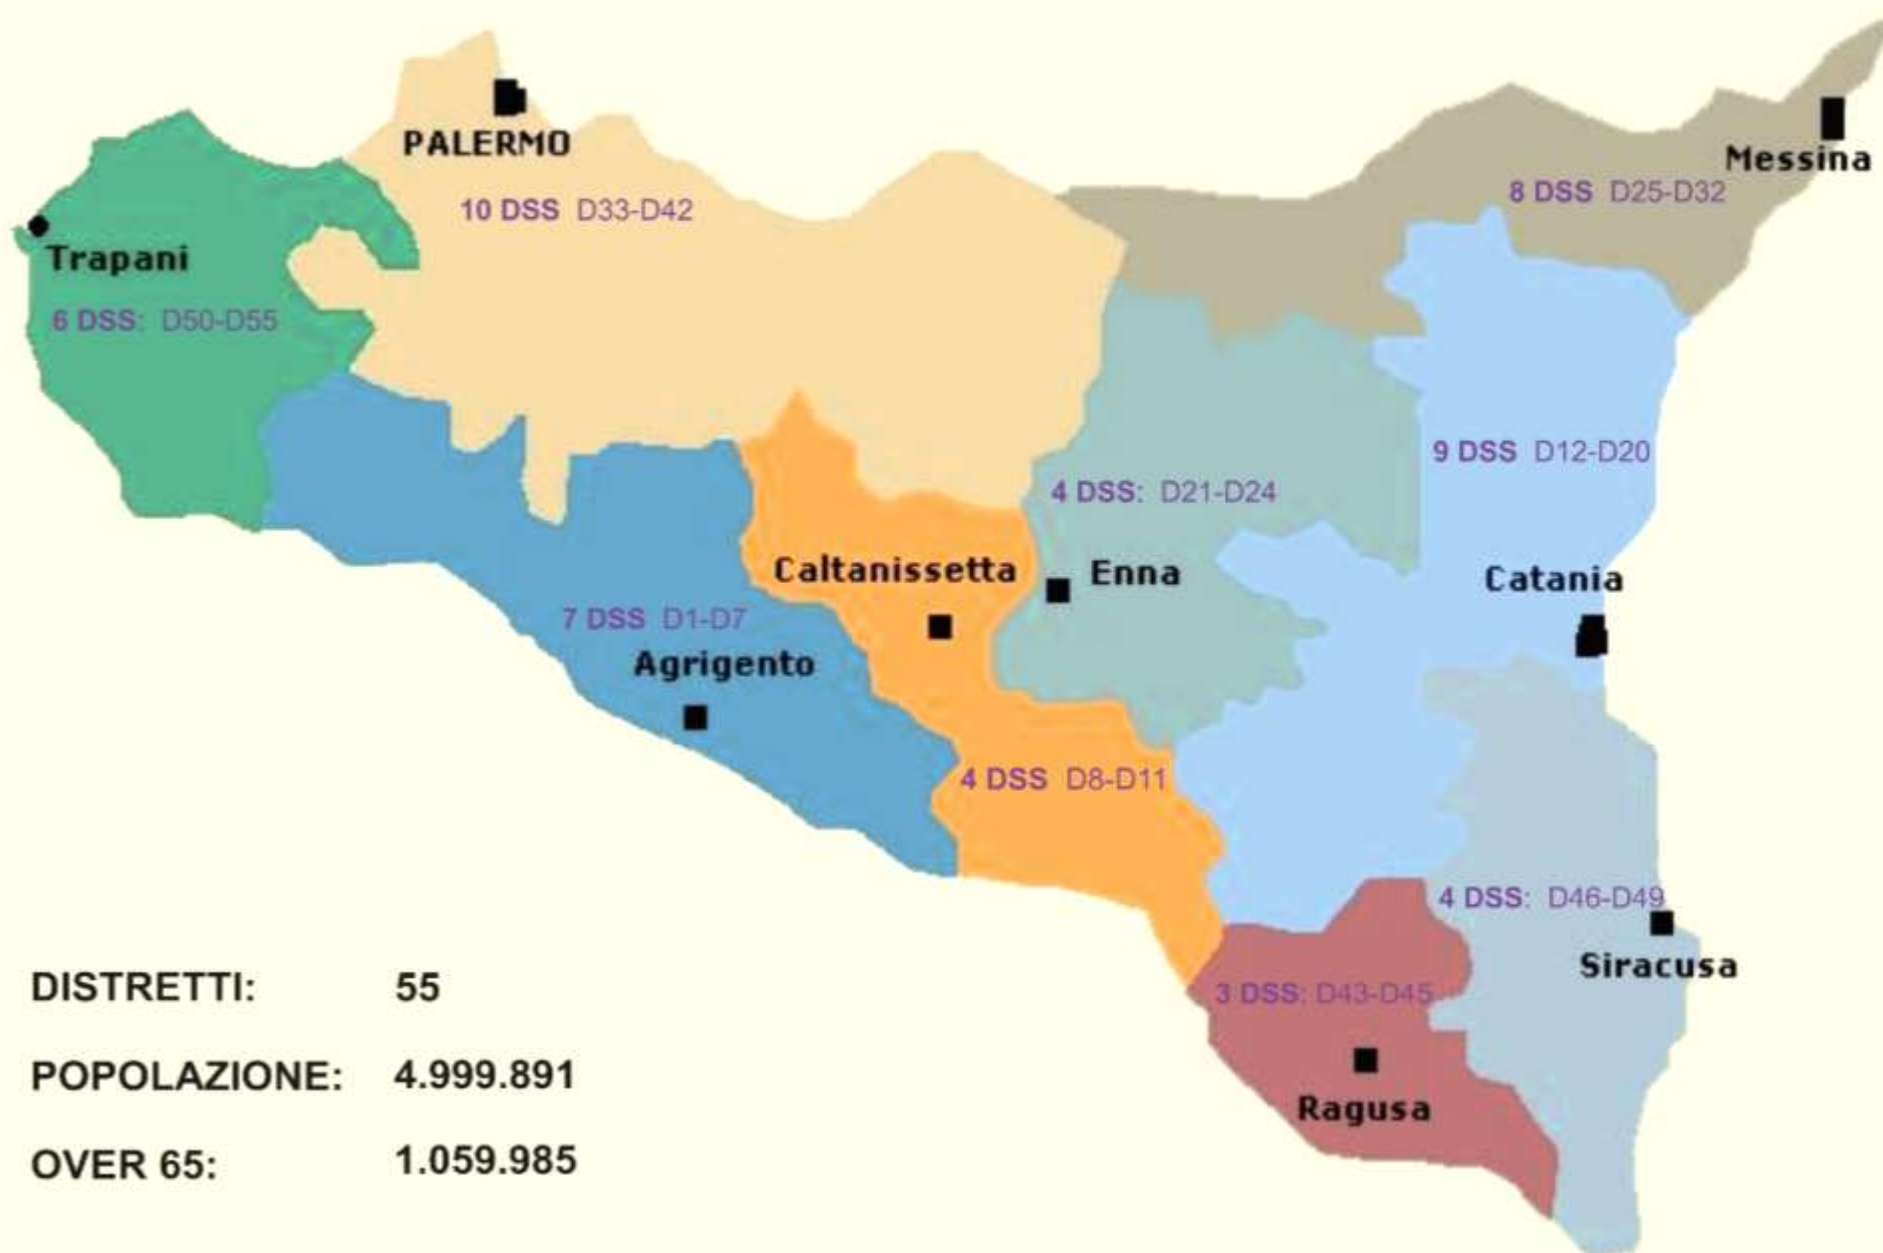 PALERMO
10 DSS D33-D42
Messina
8 DSS D25-D32
Trapani
6 DSS: D50-D55
9 DSS D12-D20
4 DSS: D21-D24
Caltanissetta
Enna
Catania
7 DSS D1-D7
Agrigento
4 DSS D8-D11
4 DSS: D46-D49
Siracusa
3 DSS: D43-D45
Ragusa
DISTRETTI: 55
POPOLAZIONE: 4.999.891
OVER 65: 1.059.985